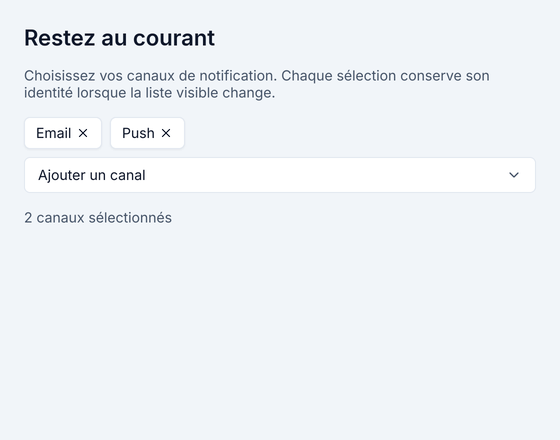 Restez au courant
Choisissez vos canaux de notification. Chaque sélection conserve son
identité lorsque la liste visible change.
Email
Push
Ajouter un canal
2 canaux sélectionnés